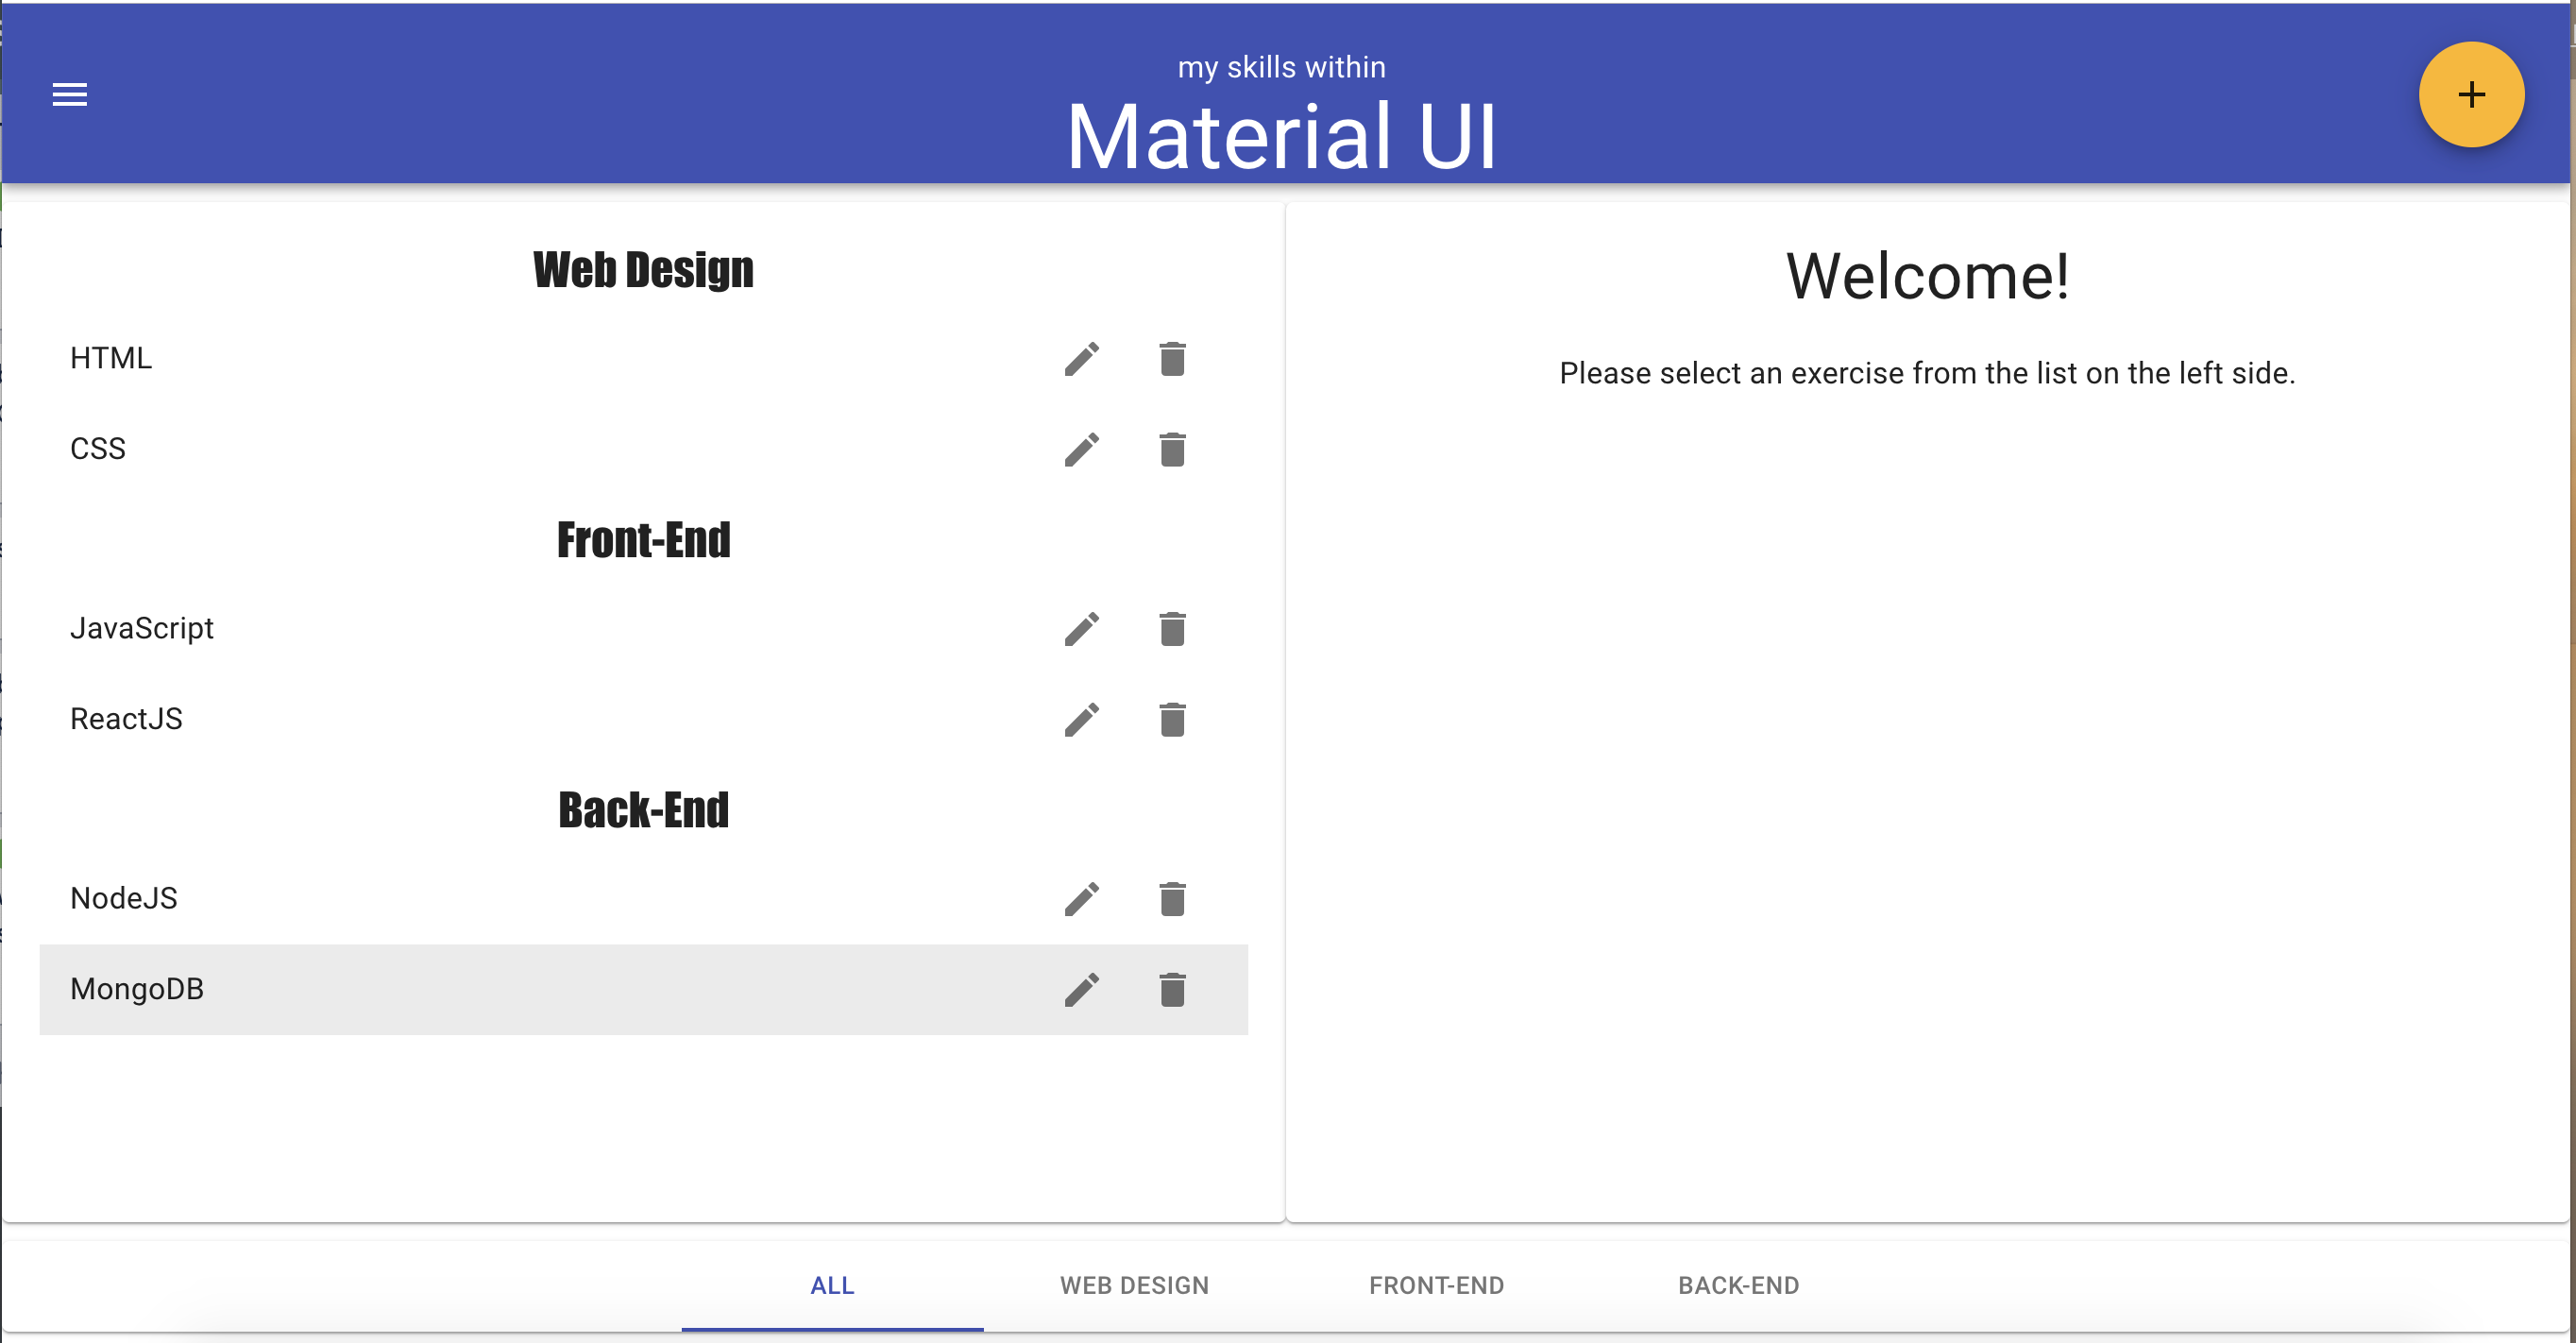 my skills within
Material UI
Web Design
HTML
CSS
Front-End
JavaScript
ReactJS
Back-End
NodeJS
MongoDB
Welcome!
Please select an exercise from the list on the left side.
ALL
WEB DESIGN
FRONT-END
BACK-END